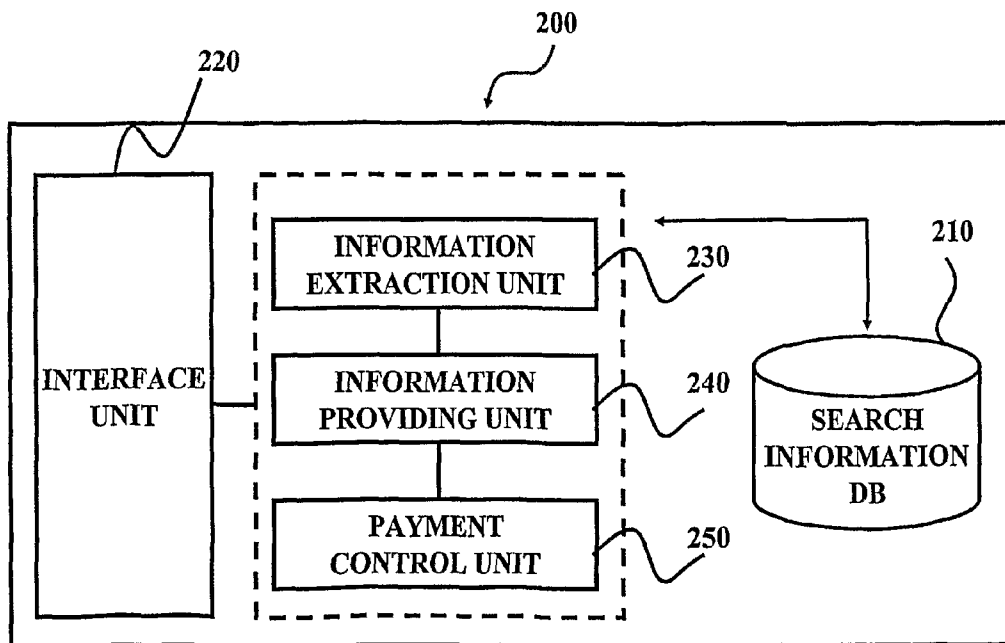 200
220
INFORMATION
EXTRACTION UNIT
230
210
INTERFACE
UNIT
INFORMATION
PROVIDING UNIT
240
SEARCH
INFORMATION
DB
PAYMENT
CONTROL UNIT
250